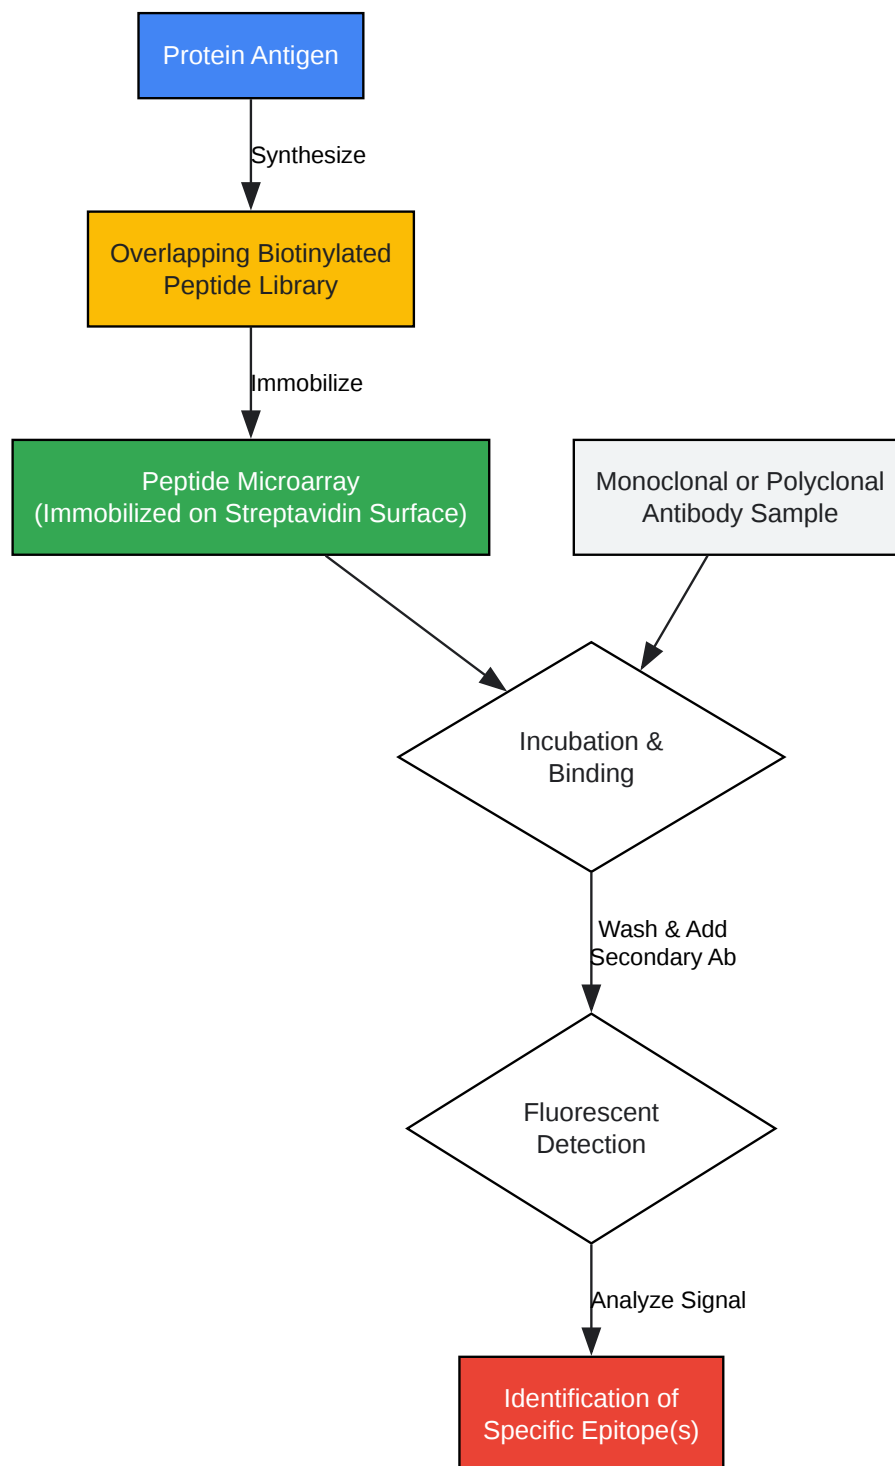 Protein Antigen
Synthesize
Overlapping Biotinylated
Peptide Library
Immobilize
Peptide Microarray
(Immobilized on Streptavidin Surface)
Monoclonal or Polyclonal
Antibody Sample
Incubation &
Binding
Wash & Add
Secondary Ab
Fluorescent
Detection
Analyze Signal
Identification of
Specific Epitope(s)